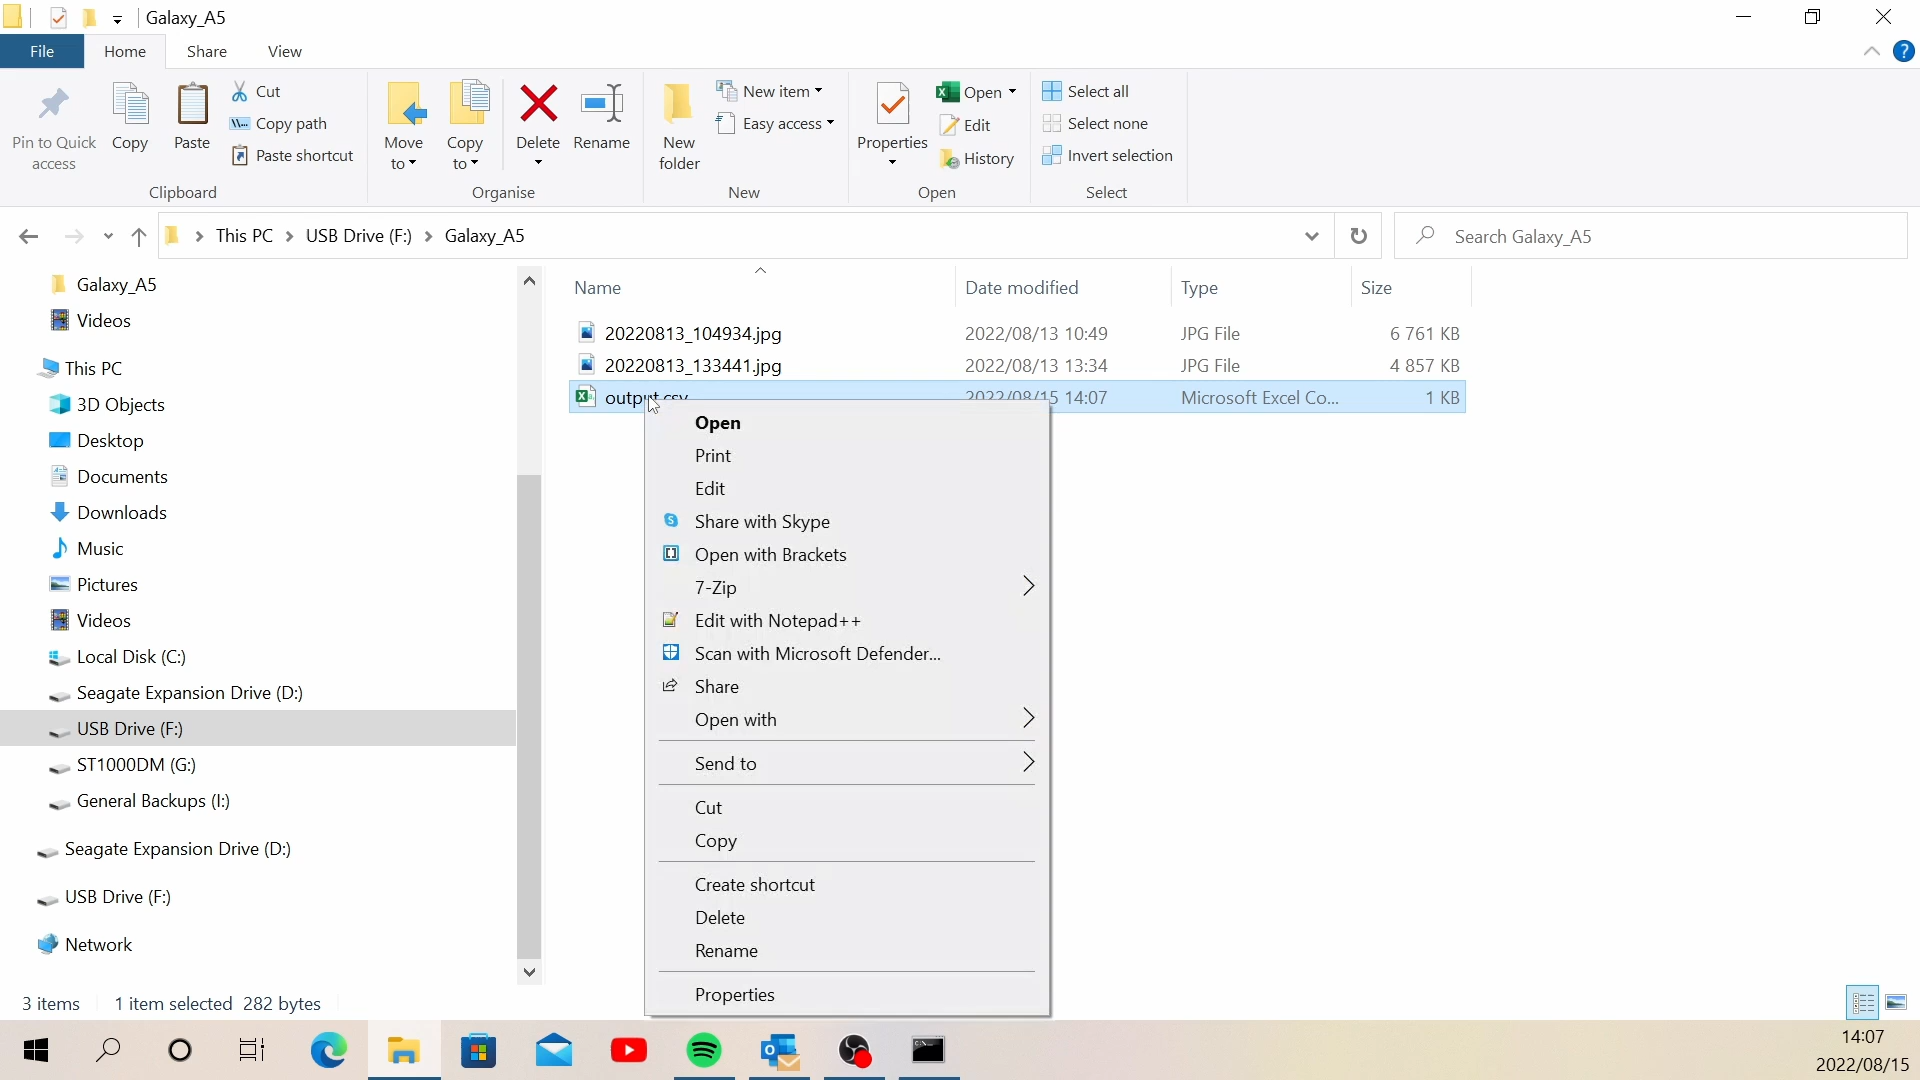 Galaxy_A5
File Home Share View
Pin to Quick access
Copy
Paste
Cut
Copy path
Paste shortcut
Clipboard
Move to
Copy to
Delete
Rename
Organise
New folder
New item
Easy access
New
Properties
Open
Edit
History
Open
Select all
Select none
Invert selection
Select
This PC USB Drive (F:) Galaxy_A5
Search Galaxy_A5
Galaxy_A5
Videos
This PC
3D Objects
Desktop
Documents
Downloads
Music
Pictures
Videos
Local Disk (C:)
Seagate Expansion Drive (D:)
USB Drive (F:)
ST1000DM (G:)
General Backups (I:)
Seagate Expansion Drive (D:)
USB Drive (F:)
Network
Name Date modified Type Size
20220813_104934.jpg 2022/08/13 10:49 JPG File 6 761 KB
20220813_133441.jpg 2022/08/13 13:34 JPG File 4 857 KB
output.csv 2022/08/15 14:07 Microsoft Excel Co... 1 KB
Open
Print
Edit
Share with Skype
Open with Brackets
7-Zip
Edit with Notepad++
Scan with Microsoft Defender...
Share
Open with
Send to
Cut
Copy
Create shortcut
Delete
Rename
Properties
3 items 1 item selected 282 bytes
14:07
2022/08/15